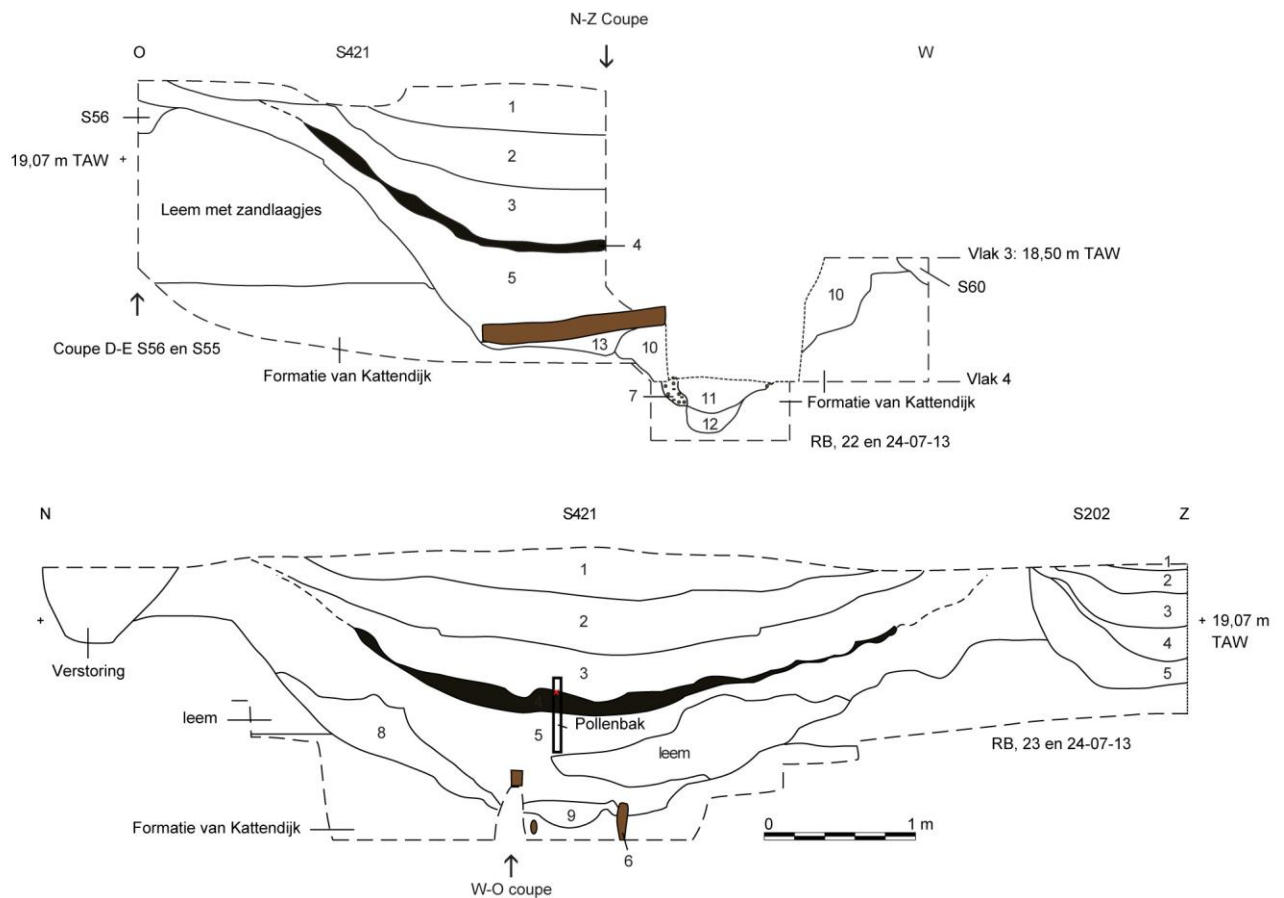 N-Z Coupe
O
S421
W
1
S56
2
19,07 m TAW +
Leem met zandlaagjes
3
4
Vlak 3: 18,50 m TAW
5
10
S60
13
10
Coupe D-E S56 en S55
Formatie van Kattendijk
Vlak 4
7
11
Formatie van Kattendijk
12
RB, 22 en 24-07-13
N
S421
S202
Z
1
1
2
+
2
3
+ 19,07 m
TAW
Verstoring
3
4
5
4
leem
8
5
Pollenbak
leem
RB, 23 en 24-07-13
Formatie van Kattendijk
9
0
1 m
6
W-O coupe